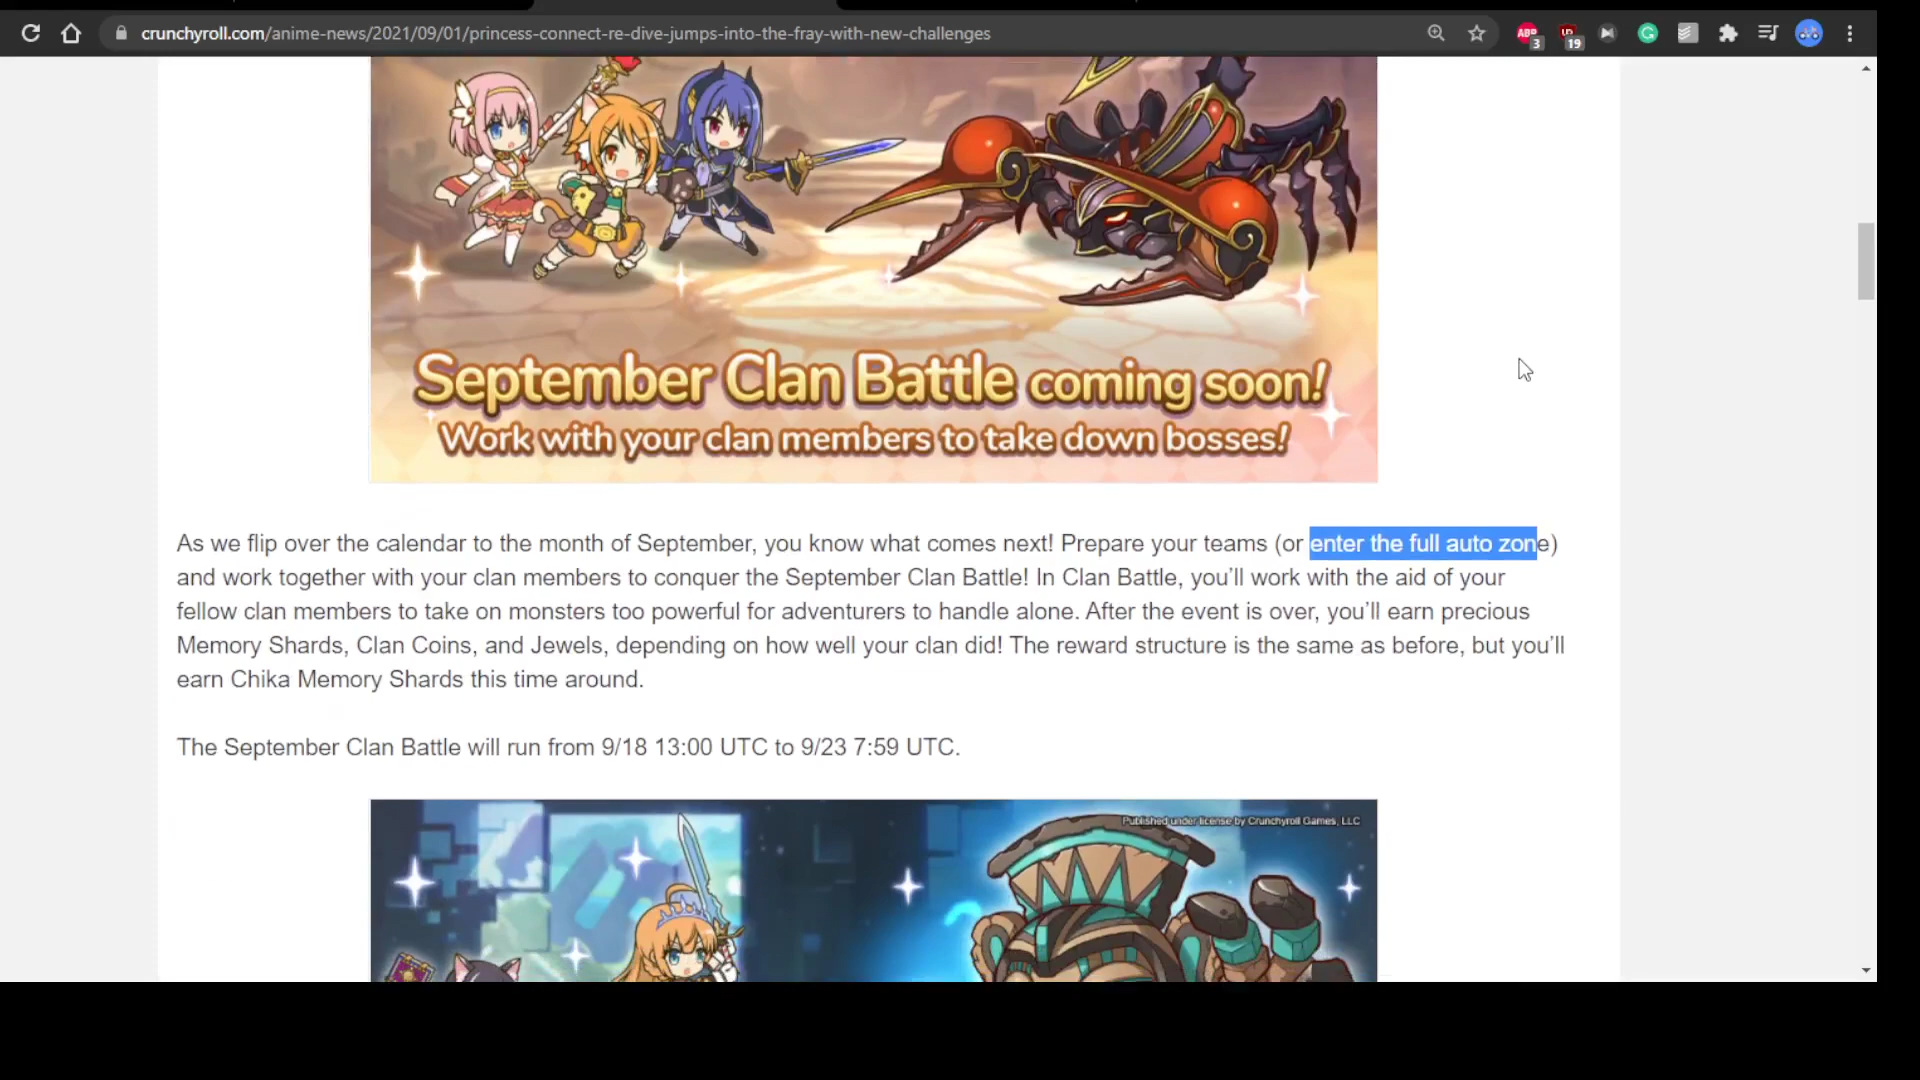 crunchyroll.com/anime-news/2021/09/01/princess-connect-re-dive-jumps-into-the-fray-with-new-challenges
ABP
3
19
September Clan Battle coming soon!
Work with your clan members to take down bosses!
As we flip over the calendar to the month of September, you know what comes next! Prepare your teams (or enter the full auto zone)
and work together with your clan members to conquer the September Clan Battle! In Clan Battle, you’ll work with the aid of your
fellow clan members to take on monsters too powerful for adventurers to handle alone. After the event is over, you’ll earn precious
Memory Shards, Clan Coins, and Jewels, depending on how well your clan did! The reward structure is the same as before, but you’ll
earn Chika Memory Shards this time around.
The September Clan Battle will run from 9/18 13:00 UTC to 9/23 7:59 UTC.
Published under license by Crunchyroll Games, LLC